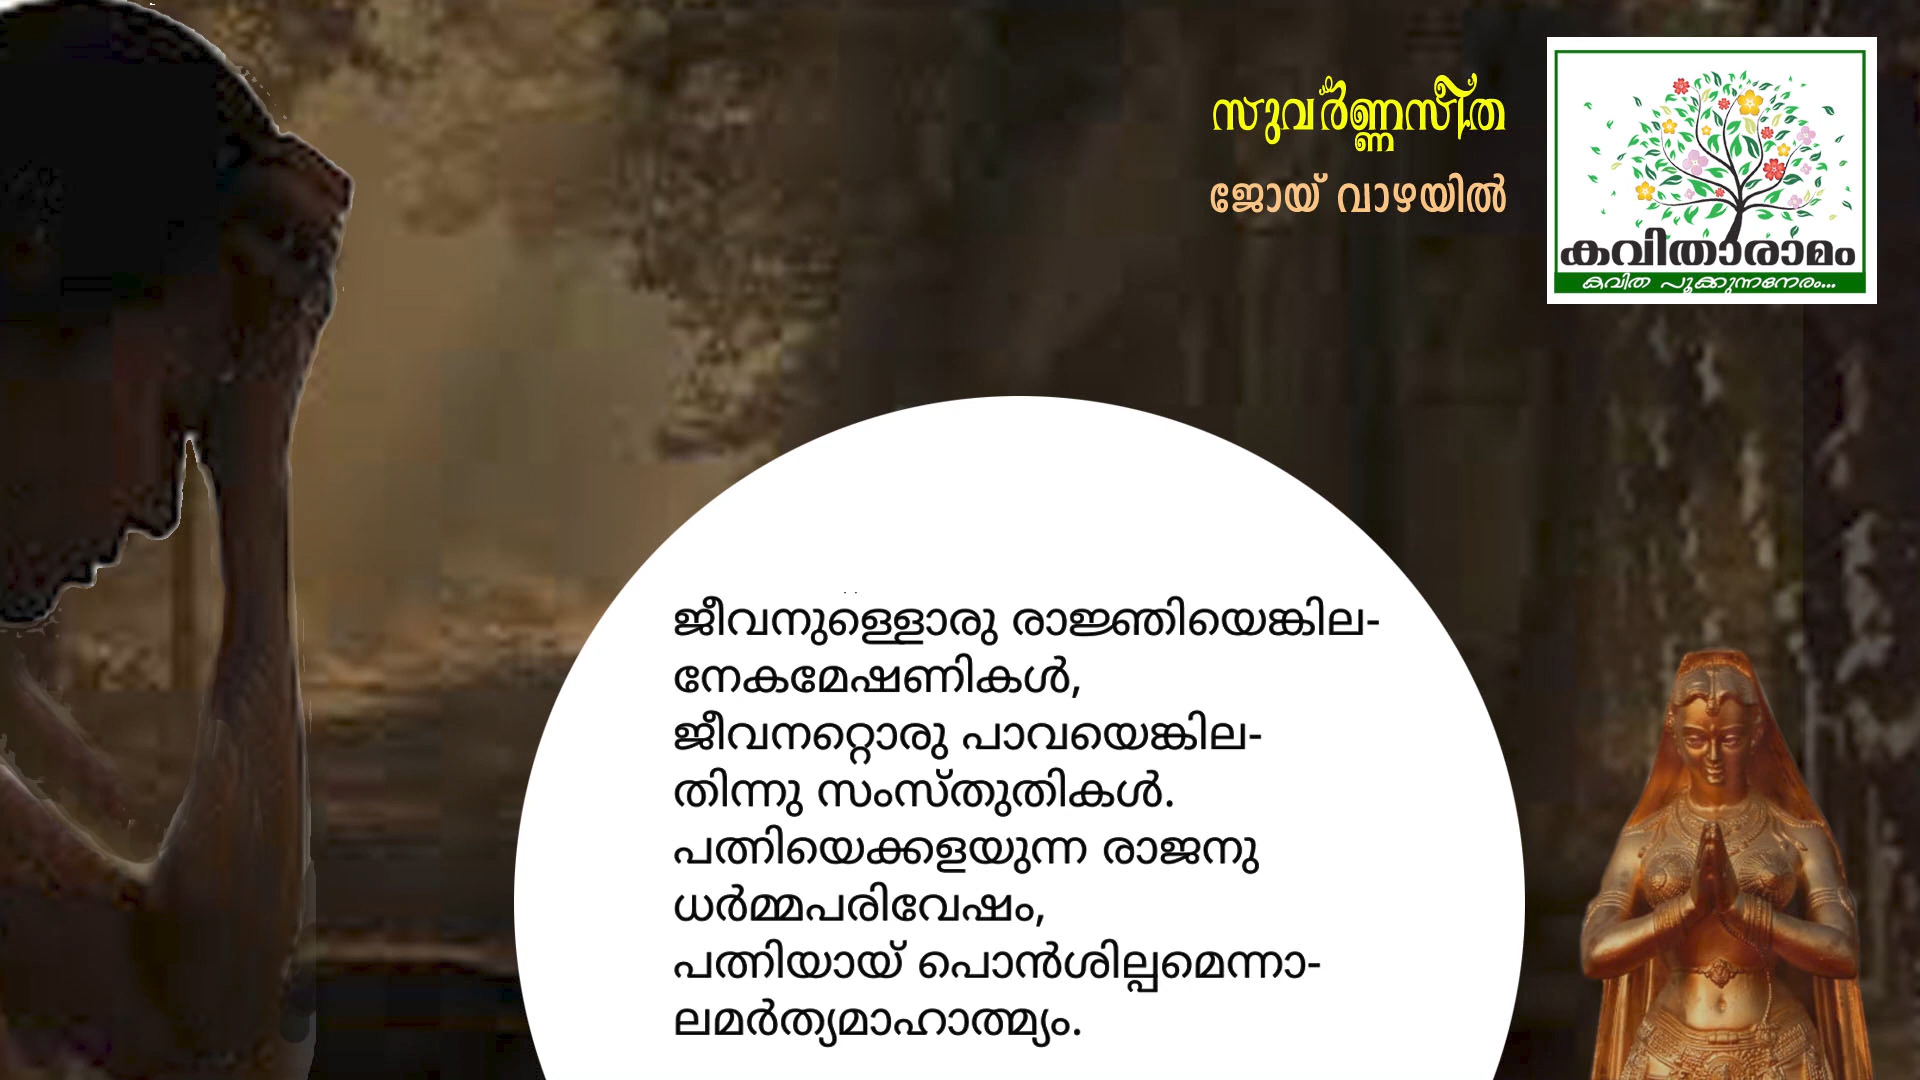 സുവർണ്ണസീത
ജോയ് വാഴയിൽ
കവിതാരാമം
കവിത പൂക്കുന്നനേരം...
ജീവനുള്ളൊരു രാജ്ഞിയെങ്കില-
നേകമേഷണികൾ,
ജീവനറ്റൊരു പാവയെങ്കില-
തിന്നു സംസ്തുതികൾ.
പത്നിയെക്കളയുന്ന രാജനു
ധർമ്മപരിവേഷം,
പത്നിയായ് പൊൻശില്പമെന്നാ-
ലമർത്യമാഹാത്മ്യം.